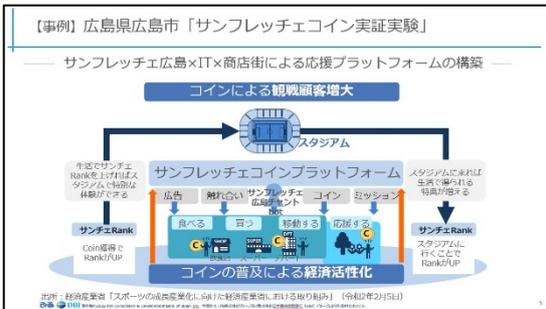 【事例】広島県広島市「サンフレッチェコイン実証実験」
サンフレッチェ広島×IT×商店街による応援プラットフォームの構築
コインによる観戦顧客増大
スタジアム
生活でサンチェ
Rankを上げればス
タジアムで特別な
体験ができる
サンフレッチェコインプラットフォーム
スタジアムに来れば
生活で得られる
特典が増える
広告
触れ合い
サンフレッチェ
広島チャット
Bot
コイン
ミッション
食べる
買う
移動する
応援する
サンチェRank
Coin獲得で
RankがUP
サンチェRank
スタジアムに
行くことで
RankがUP
SHOP
SUPER
コインの普及による経済活性化
出所：経済産業省「スポーツの成長産業化に向けた経済産業省における取り組み」（令和2年2月5日）
ぴあ DBJ